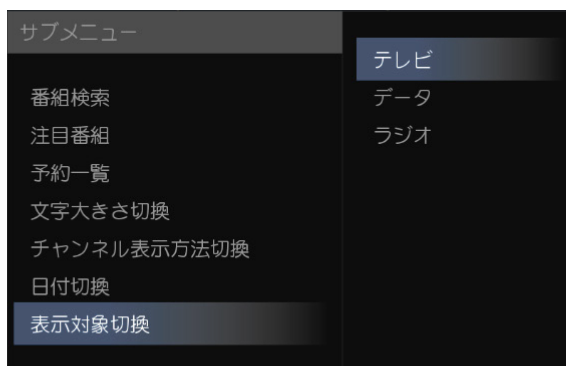 サブメニュー
番組検索
注目番組
予約一覧
文字大きさ切換
チャンネル表示方法切換
日付切換
表示対象切換
テレビ
データ
ラジオ